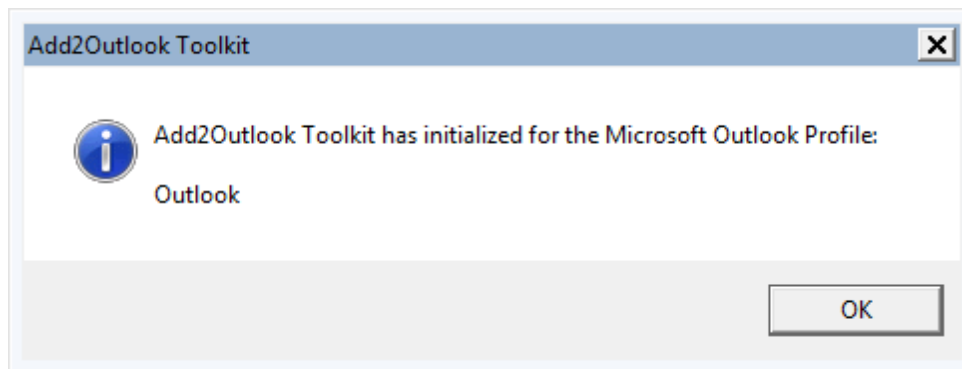 Add2Outlook Toolkit
Add2Outlook Toolkit has initialized for the Microsoft Outlook Profile:
Outlook
OK